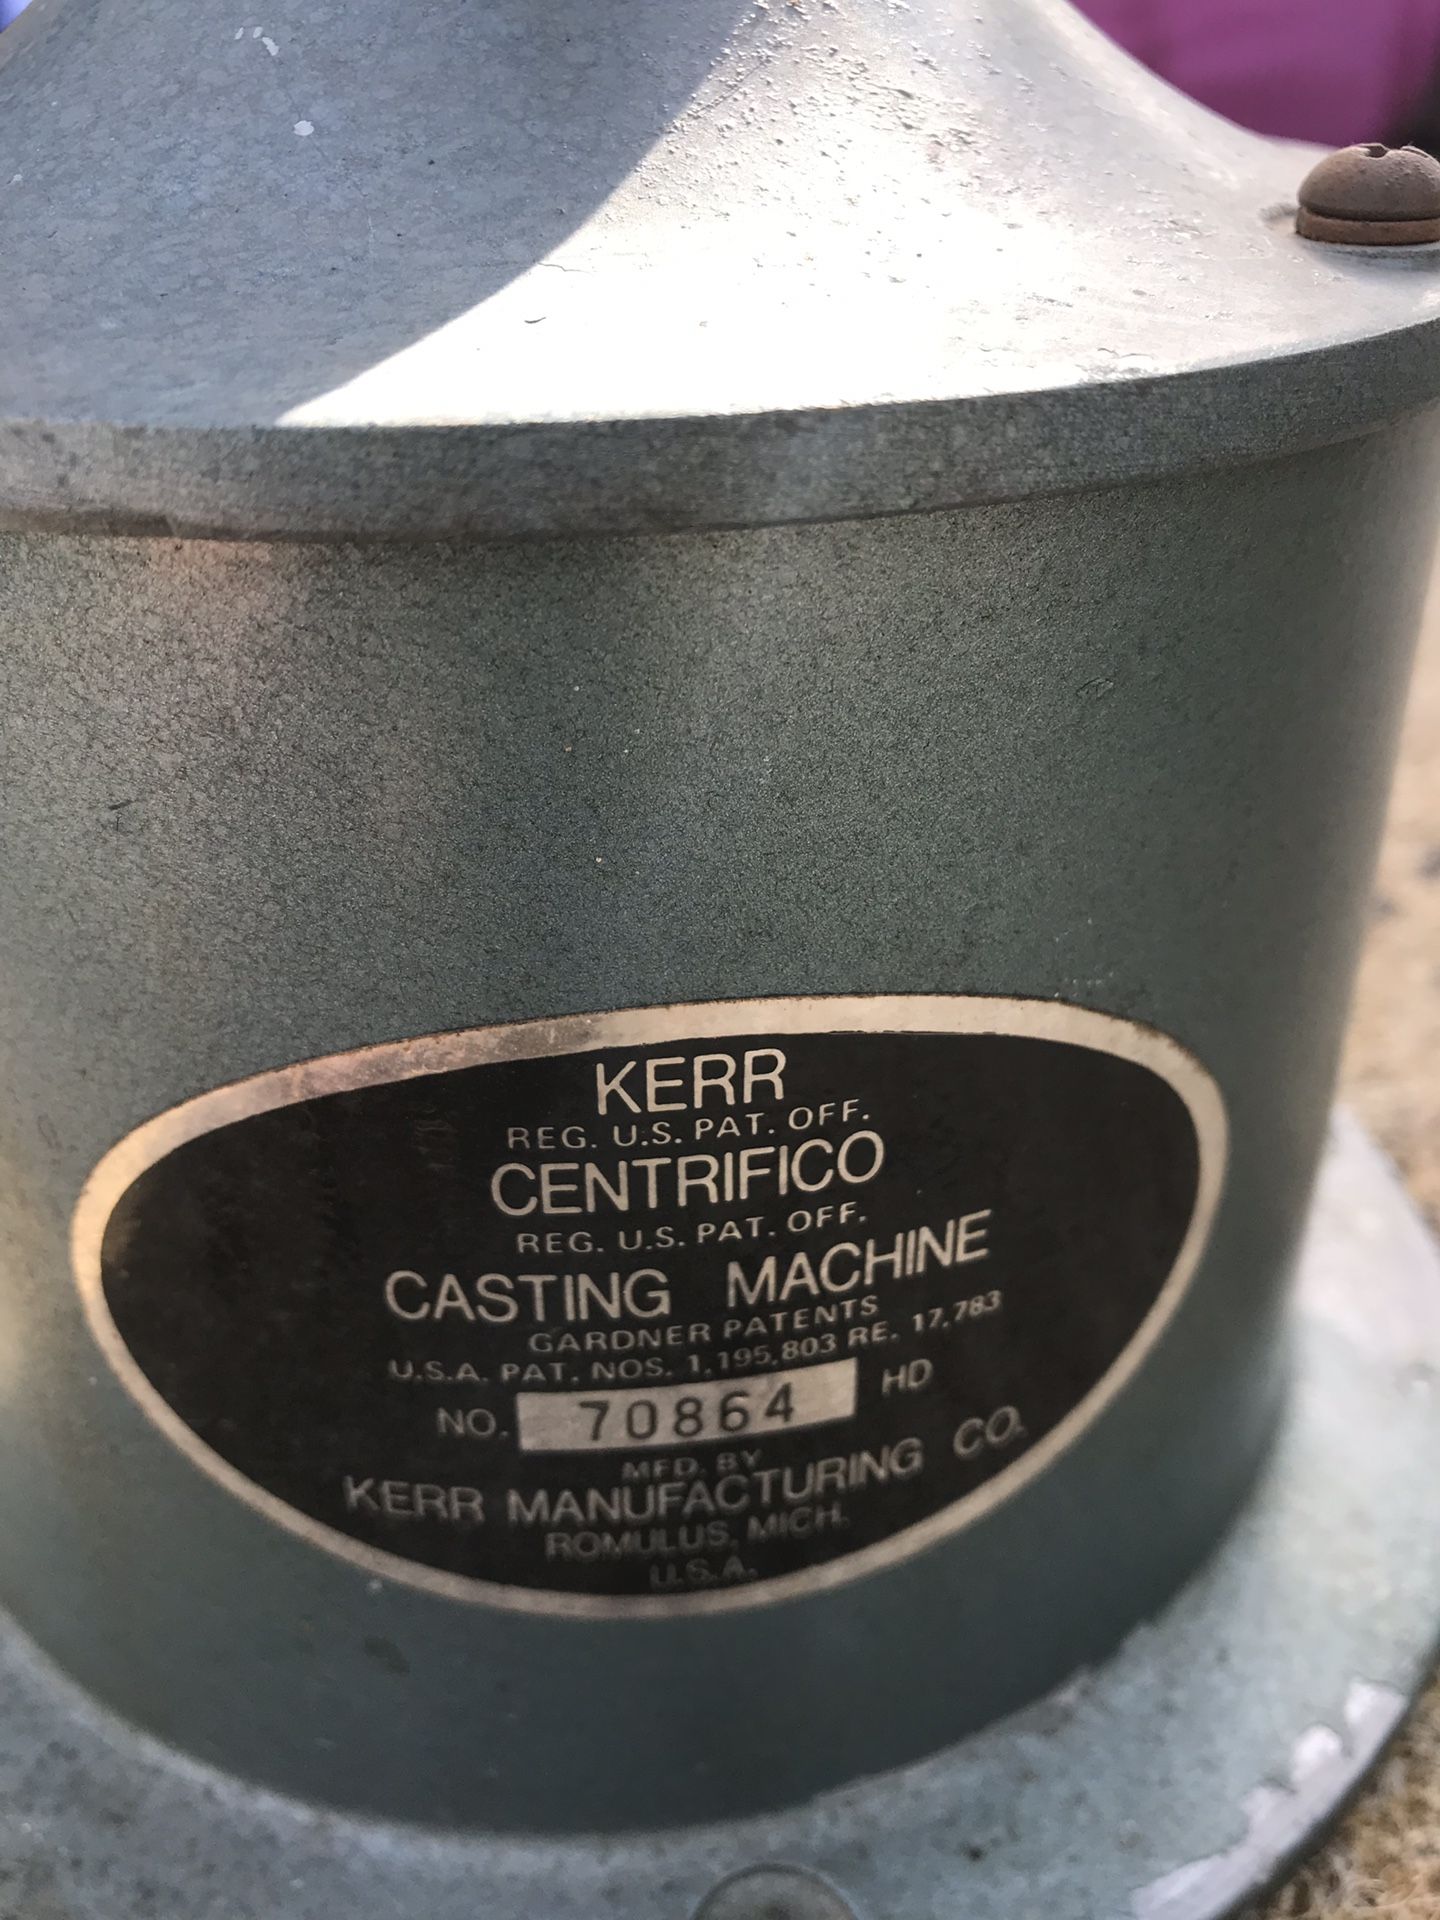 KERR
REG. U.S. PAT. OFF.
CENTRIFICO
REG. U.S. PAT. OFF.
CASTING MACHINE
GARDNER PATENTS
U.S.A. PAT. NOS. 1,195,803 RE. 17,783
NO. 70864 HD
MFD. BY
KERR MANUFACTURING CO.
ROMULUS, MICH.
U.S.A.